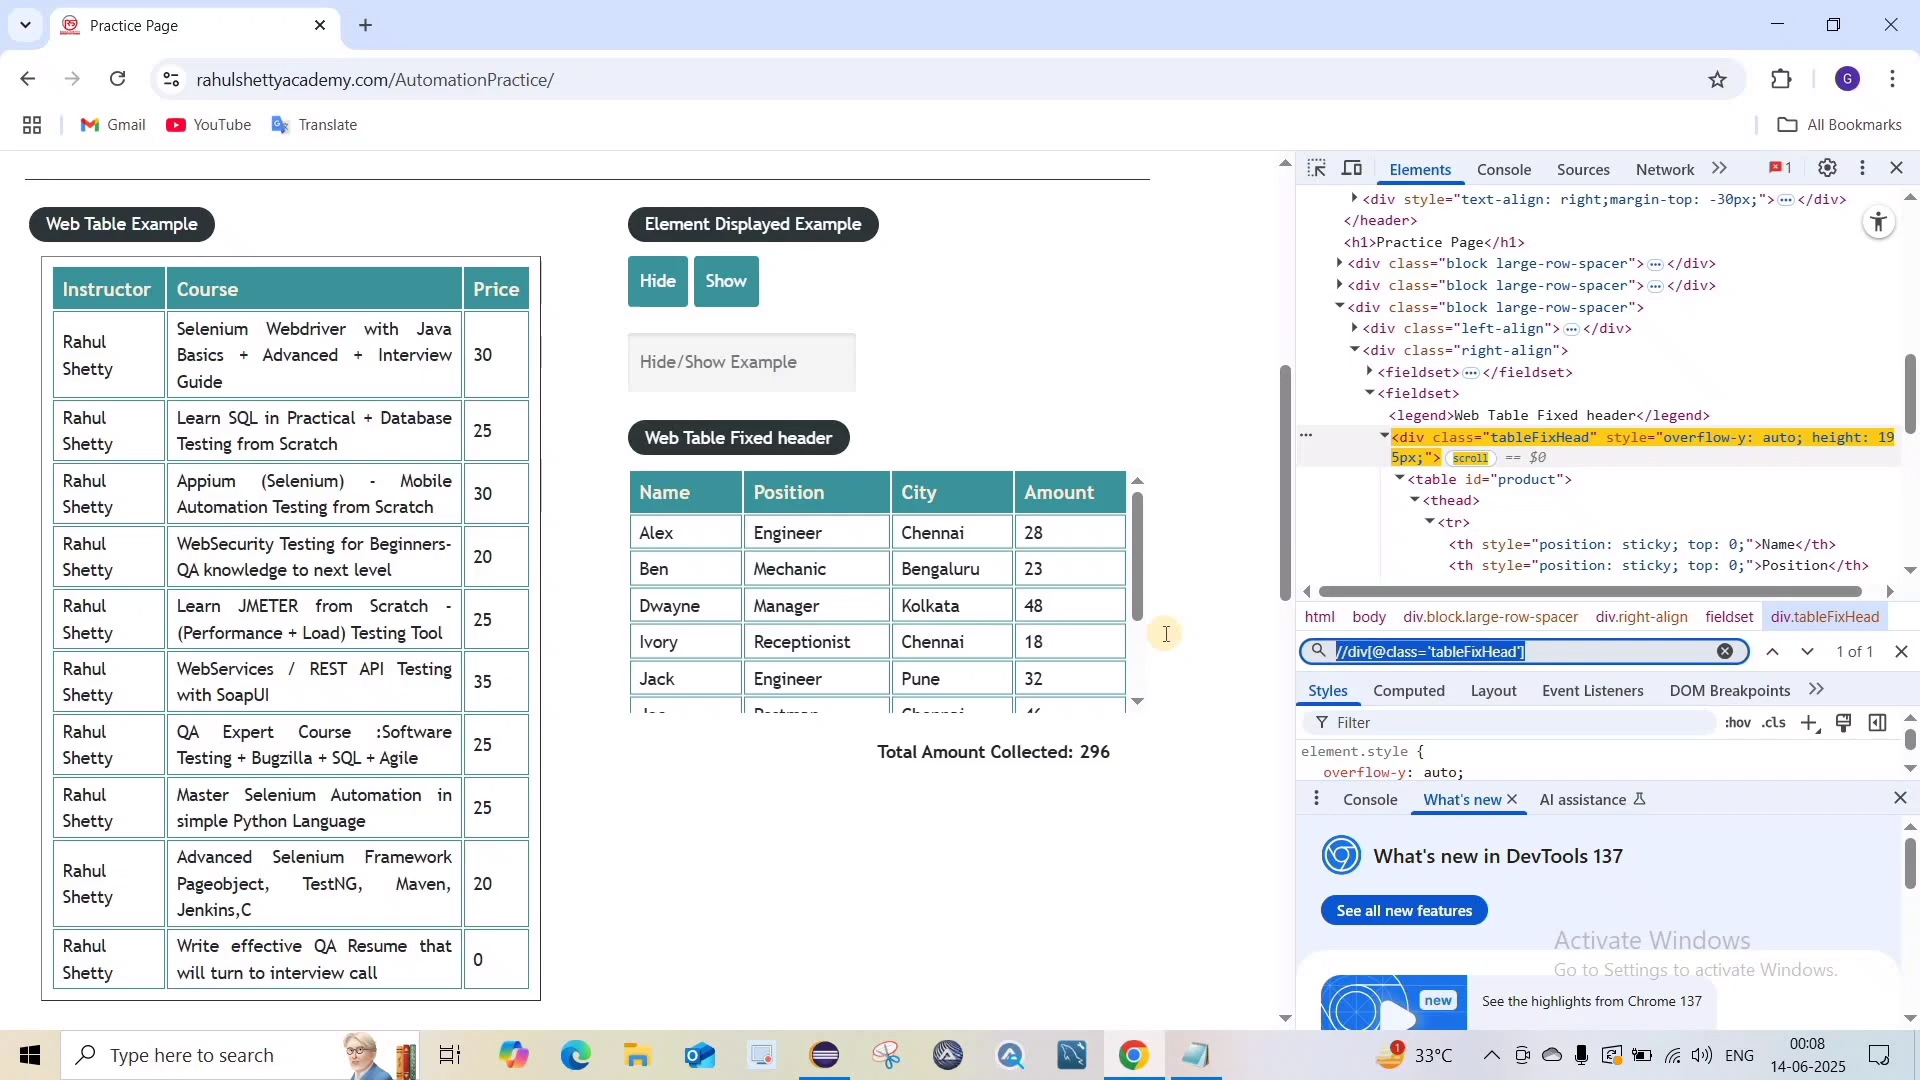 Practice Page
rahulshettyacademy.com/AutomationPractice/
G
Gmail
YouTube
Translate
All Bookmarks
Web Table Example
Instructor Course Price
Rahul Shetty Selenium Webdriver with Java Basics + Advanced + Interview Guide 30
Rahul Shetty Learn SQL in Practical + Database Testing from Scratch 25
Rahul Shetty Appium (Selenium) - Mobile Automation Testing from Scratch 30
Rahul Shetty WebSecurity Testing for Beginners-QA knowledge to next level 20
Rahul Shetty Learn JMETER from Scratch - (Performance + Load) Testing Tool 25
Rahul Shetty WebServices / REST API Testing with SoapUI 35
Rahul Shetty QA Expert Course :Software Testing + Bugzilla + SQL + Agile 25
Rahul Shetty Master Selenium Automation in simple Python Language 25
Rahul Shetty Advanced Selenium Framework Pageobject, TestNG, Maven, Jenkins,C 20
Rahul Shetty Write effective QA Resume that will turn to interview call 0
Element Displayed Example
Hide Show
Hide/Show Example
Web Table Fixed header
Name Position City Amount
Alex Engineer Chennai 28
Ben Mechanic Bengaluru 23
Dwayne Manager Kolkata 48
Ivory Receptionist Chennai 18
Jack Engineer Pune 32
Total Amount Collected: 296
Elements Console Sources Network 1
<div style="text-align: right;margin-top: -30px;">…</div>
</header>
<h1>Practice Page</h1>
<div class="block large-row-spacer">…</div>
<div class="block large-row-spacer">…</div>
<div class="block large-row-spacer">
<div class="left-align">…</div>
<div class="right-align">
<fieldset>…</fieldset>
<fieldset>
<legend>Web Table Fixed header</legend>
<div class="tableFixHead" style="overflow-y: auto; height: 19
5px;"> scroll == $0
<table id="product">
<thead>
<tr>
<th style="position: sticky; top: 0;">Name</th>
<th style="position: sticky; top: 0;">Position</th>
html body div.block.large-row-spacer div.right-align fieldset div.tableFixHead
//div[@class='tableFixHead'] 1 of 1
Styles Computed Layout Event Listeners DOM Breakpoints
Filter :hov .cls
element.style {
overflow-y: auto;
Console What's new AI assistance
What's new in DevTools 137
See all new features
Activate Windows
Go to Settings to activate Windows.
new
See the highlights from Chrome 137
Type here to search
1
33°C
ENG
00:08
14-06-2025